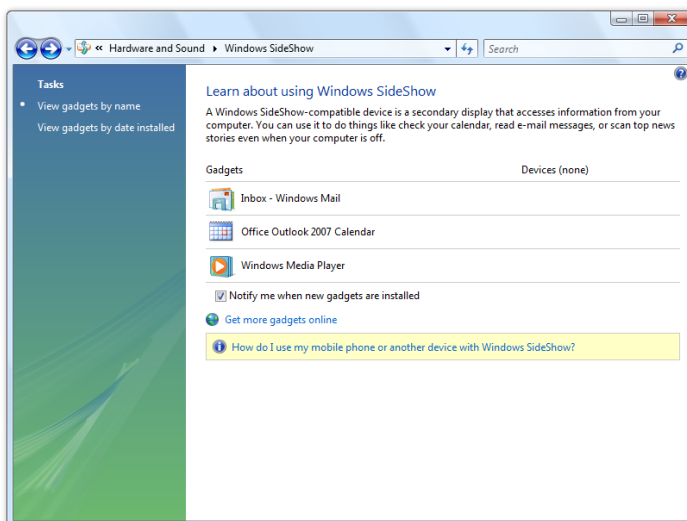 « Hardware and Sound ▸ Windows SideShow
Search
Tasks
• View gadgets by name
View gadgets by date installed
Learn about using Windows SideShow
A Windows SideShow-compatible device is a secondary display that accesses information from your
computer. You can use it to do things like check your calendar, read e-mail messages, or scan top news
stories even when your computer is off.
Gadgets Devices (none)
Inbox - Windows Mail
Office Outlook 2007 Calendar
Windows Media Player
Notify me when new gadgets are installed
Get more gadgets online
How do I use my mobile phone or another device with Windows SideShow?